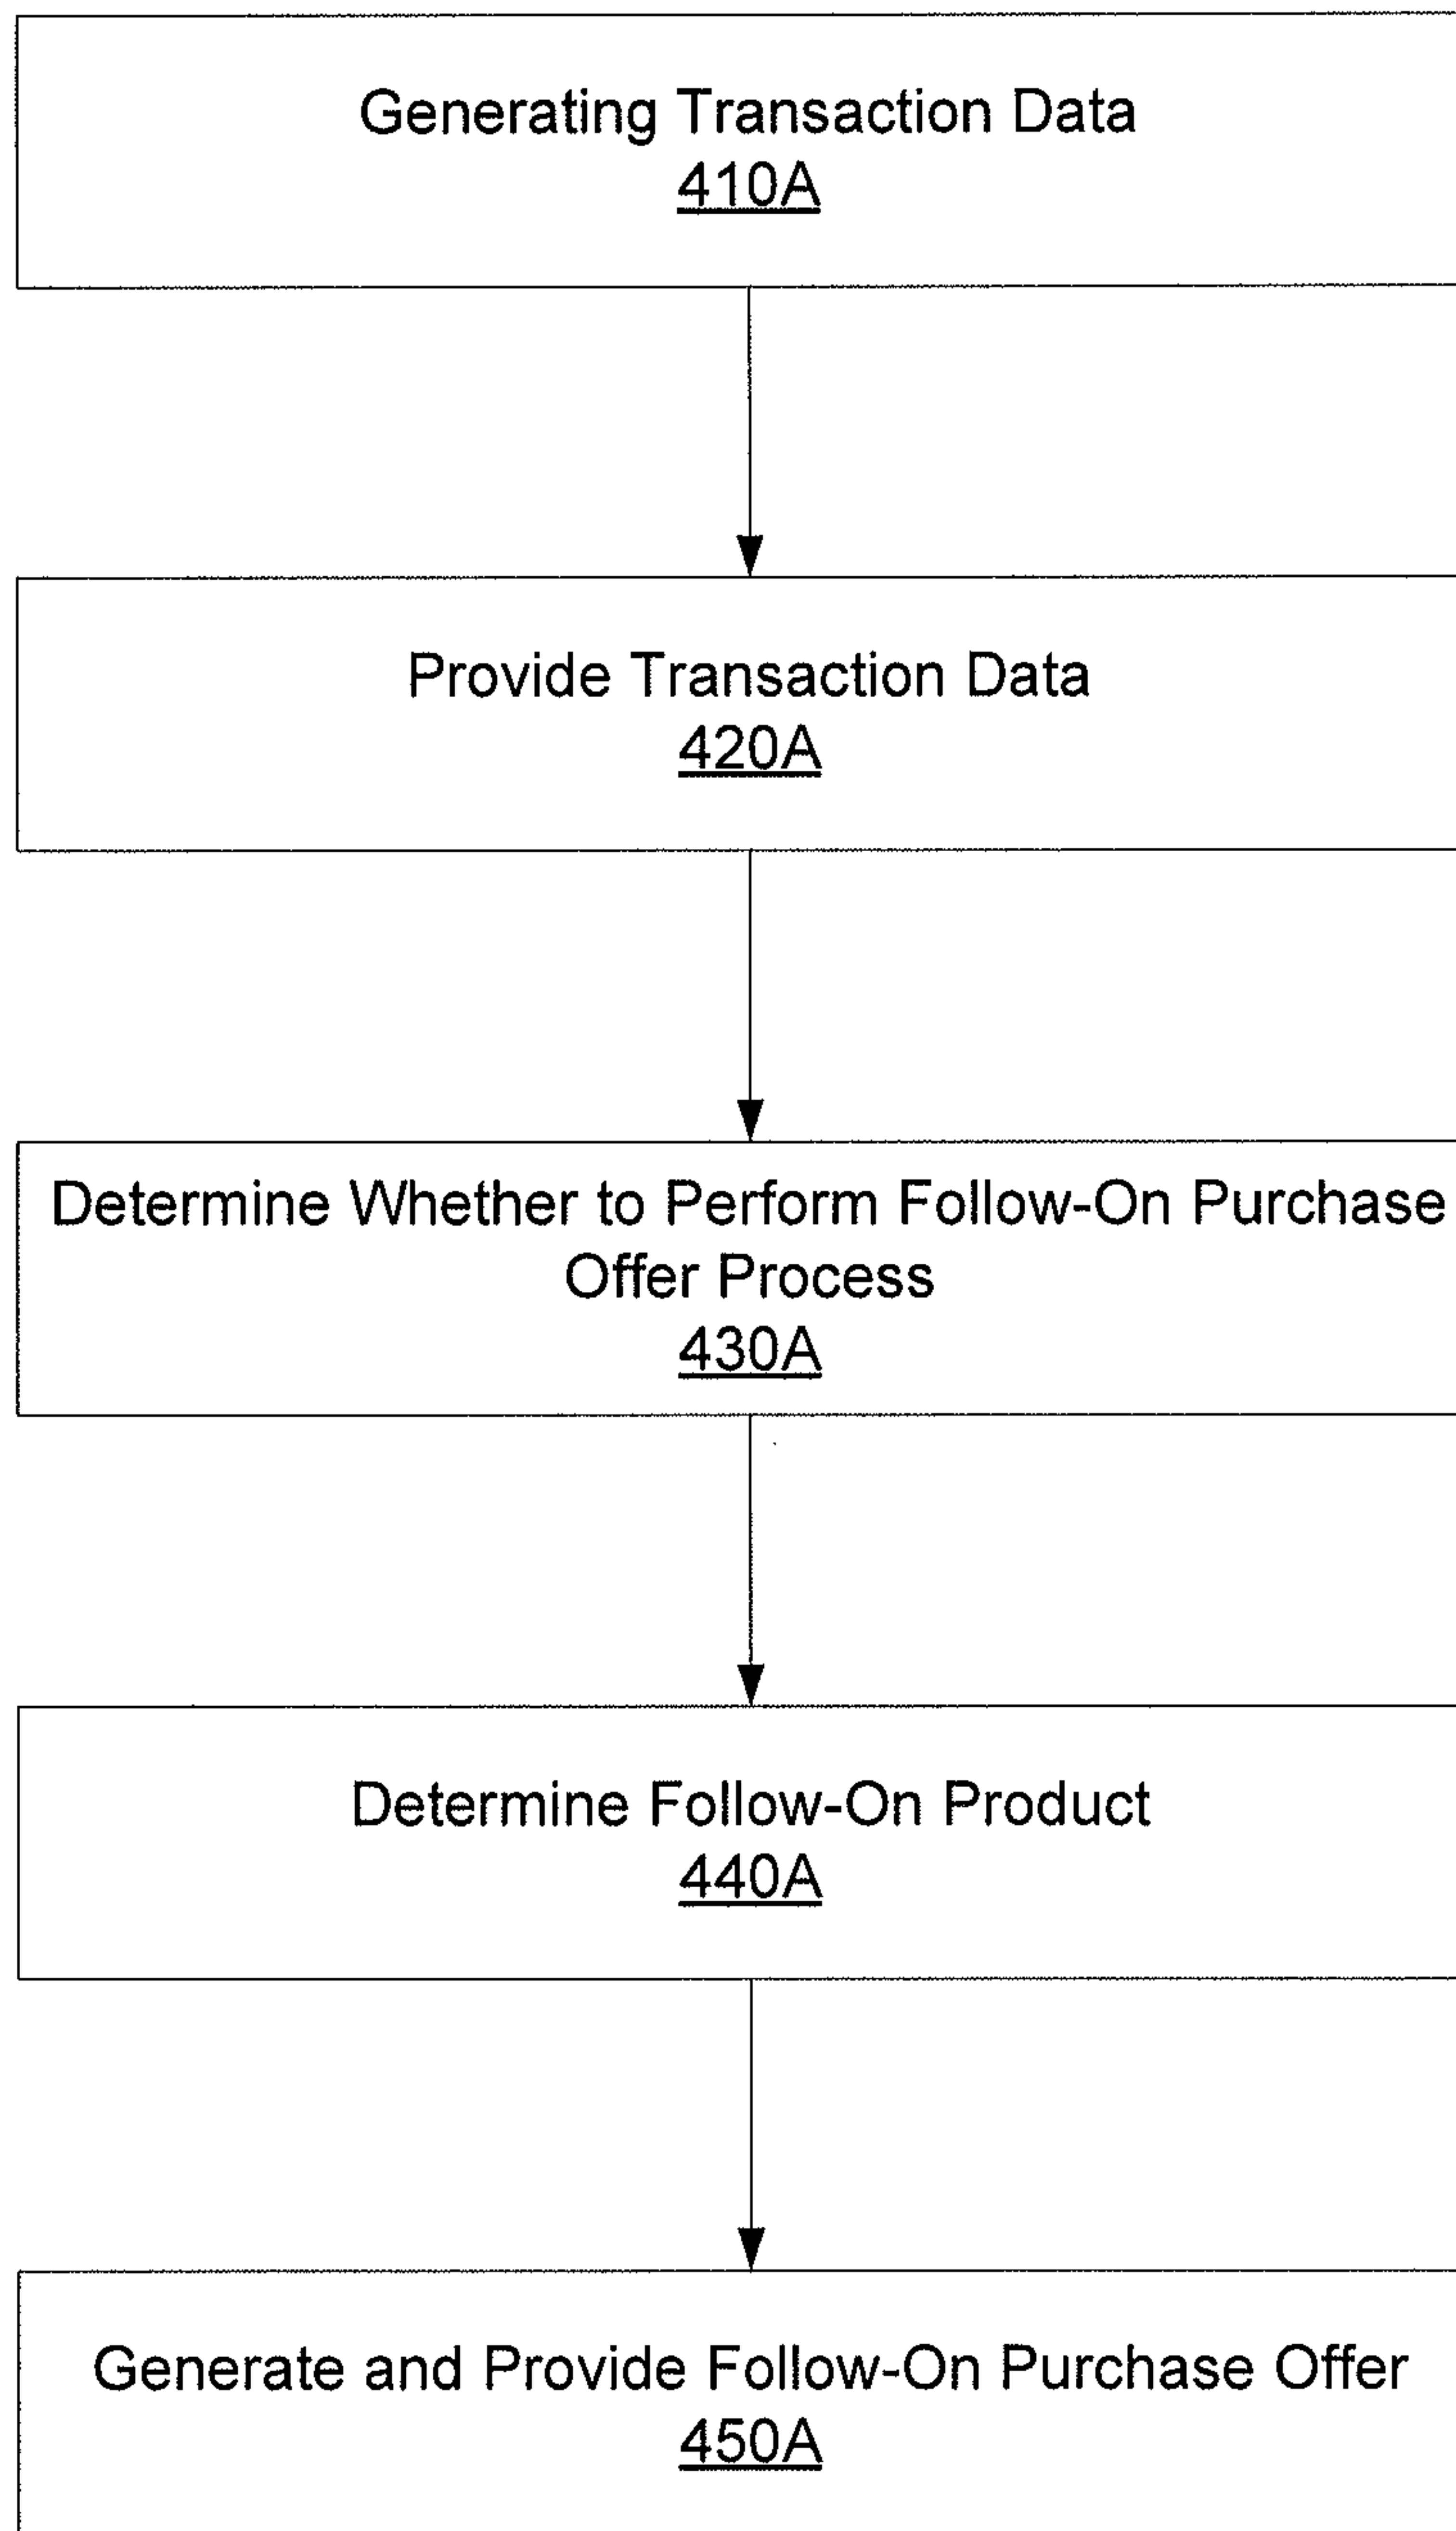 Generating Transaction Data
410A
Provide Transaction Data
420A
Determine Whether to Perform Follow-On Purchase
Offer Process
430A
Determine Follow-On Product
440A
Generate and Provide Follow-On Purchase Offer
450A